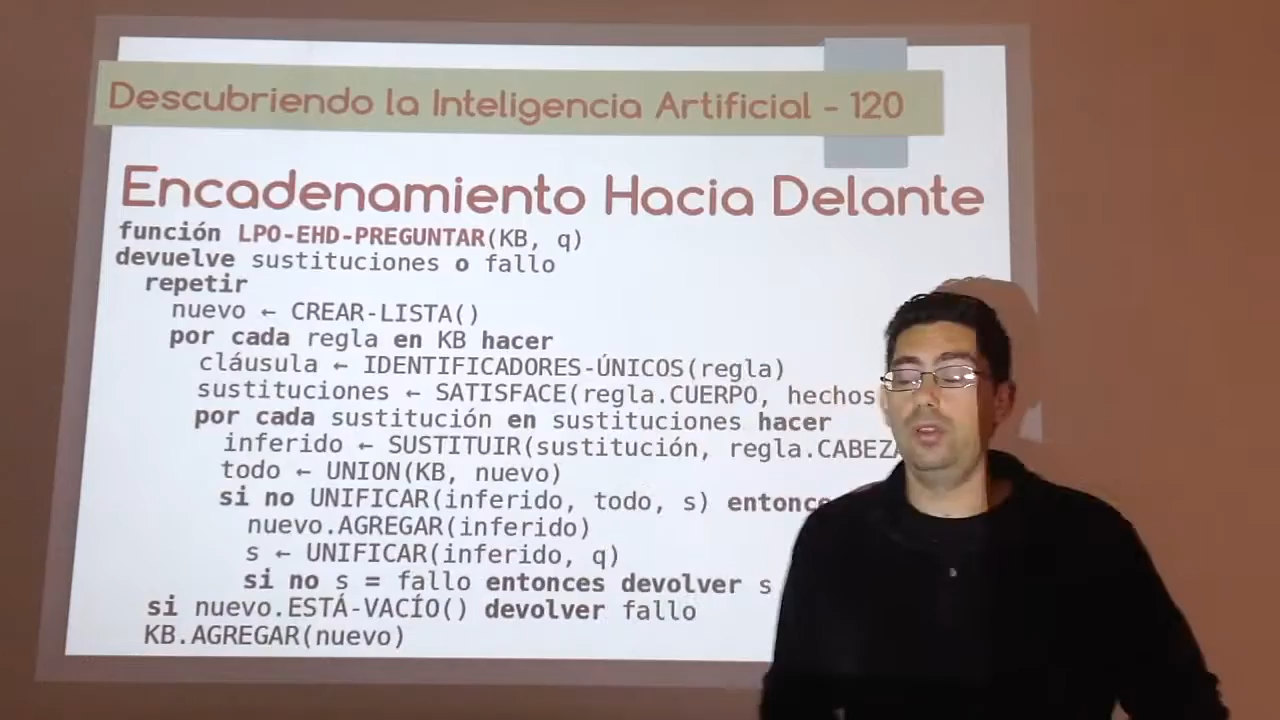 Descubriendo la Inteligencia Artificial - 120
Encadenamiento Hacia Delante
función LPO-EHD-PREGUNTAR(KB, q)
devuelve sustituciones o fallo
repetir
nuevo ← CREAR-LISTA()
por cada regla en KB hacer
cláusula ← IDENTIFICADORES-ÚNICOS(regla)
sustituciones ← SATISFACE(regla.CUERPO, hechos
por cada sustitución en sustituciones hacer
inferido ← SUSTITUIR(sustitución, regla.CABEZA
todo ← UNION(KB, nuevo)
si no UNIFICAR(inferido, todo, s) entonc
nuevo.AGREGAR(inferido)
s ← UNIFICAR(inferido, q)
si no s = fallo entonces devolver s
si nuevo.ESTÁ-VACÍO() devolver fallo
KB.AGREGAR(nuevo)